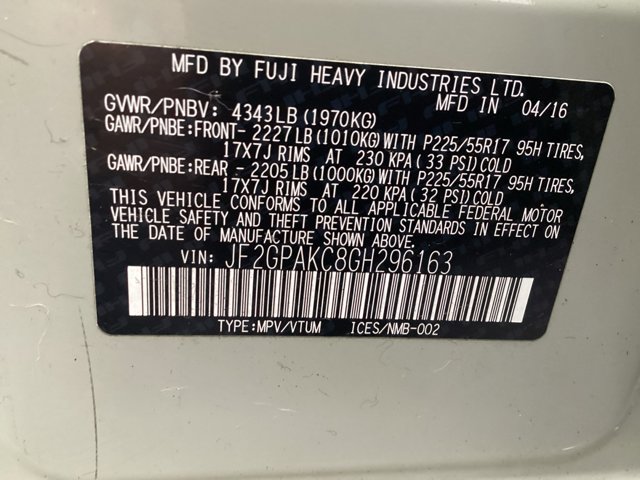 MFD BY FUJI HEAVY INDUSTRIES LTD.
GVWR/PNBV: 4343LB (1970KG) MFD IN 04/16
GAWR/PNBE:FRONT- 2227LB(1010KG)WITH P225/55R17 95H TIRES,
17X7J RIMS AT 230 KPA(33 PSI)COLD
GAWR/PNBE:REAR - 2205LB(1000KG)WITH P225/55R17 95H TIRES,
17X7J RIMS AT 220 KPA(32 PSI)COLD
THIS VEHICLE CONFORMS TO ALL APPLICABLE FEDERAL MOTOR
VEHICLE SAFETY AND THEFT PREVENTION STANDARDS IN EFFECT ON
THE DATE OF MANUFACTURE SHOWN ABOVE.
VIN: JF2GPAKC8GH296163
TYPE:MPV/VTUM ICES/NMB-002